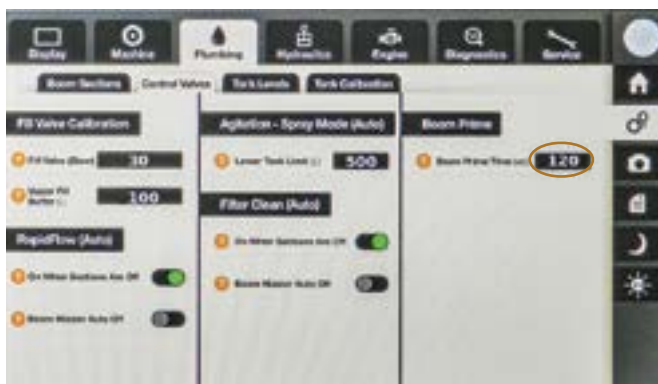 Display Machine Plumbing Hydraulics Engine Diagnostics Service
Boom Sections Control Valves Tank Levels Tank Calibration
Fill Valve Calibration
Fill Valve (Boost) 30
Water Fill
Buffer (L) 100
RapidFlow (Auto)
On When Sections Are Off
Boom Master Auto Off
Agitation - Spray Mode (Auto)
Lower Tank Limit (L) 500
Filter Clean (Auto)
On When Sections Are Off
Boom Master Auto Off
Boom Prime
Boom Prime Time 120